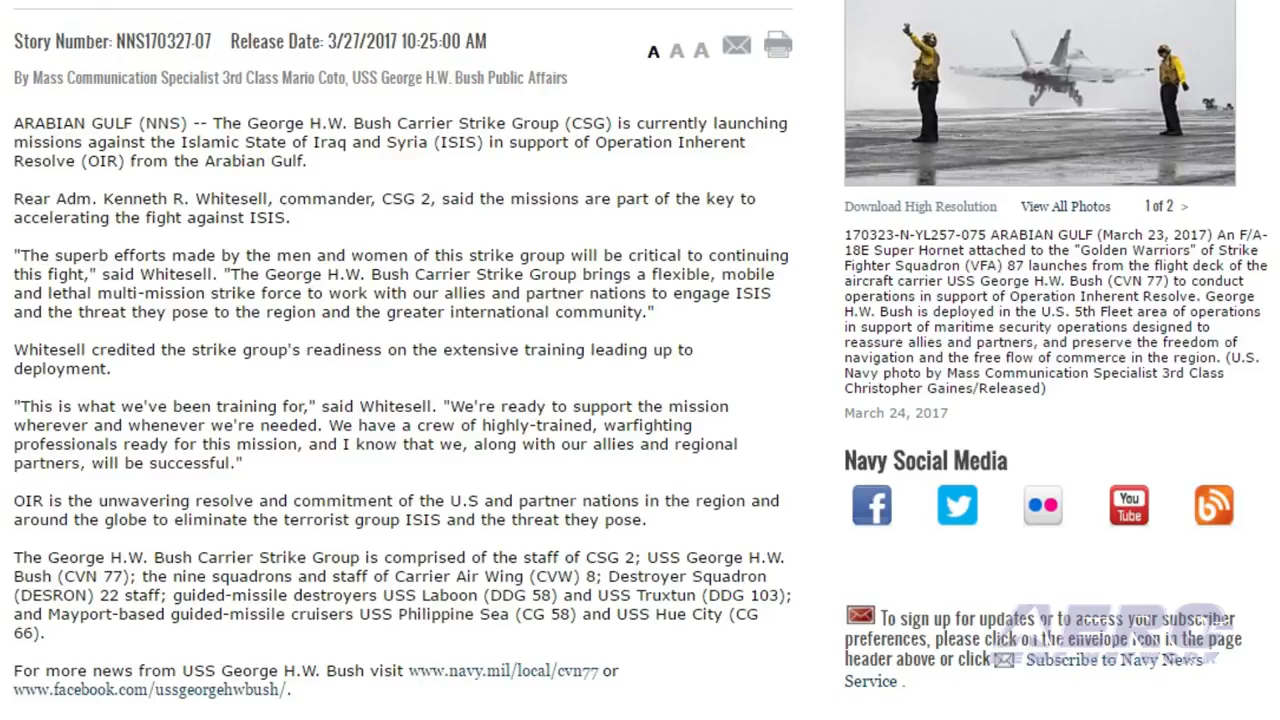 Story Number: NNS170327-07 Release Date: 3/27/2017 10:25:00 AM
A A A
By Mass Communication Specialist 3rd Class Mario Coto, USS George H.W. Bush Public Affairs
ARABIAN GULF (NNS) -- The George H.W. Bush Carrier Strike Group (CSG) is currently launching
missions against the Islamic State of Iraq and Syria (ISIS) in support of Operation Inherent
Resolve (OIR) from the Arabian Gulf.
Rear Adm. Kenneth R. Whitesell, commander, CSG 2, said the missions are part of the key to
accelerating the fight against ISIS.
"The superb efforts made by the men and women of this strike group will be critical to continuing
this fight," said Whitesell. "The George H.W. Bush Carrier Strike Group brings a flexible, mobile
and lethal multi-mission strike force to work with our allies and partner nations to engage ISIS
and the threat they pose to the region and the greater international community."
Whitesell credited the strike group's readiness on the extensive training leading up to
deployment.
"This is what we've been training for," said Whitesell. "We're ready to support the mission
wherever and whenever we're needed. We have a crew of highly-trained, warfighting
professionals ready for this mission, and I know that we, along with our allies and regional
partners, will be successful."
OIR is the unwavering resolve and commitment of the U.S and partner nations in the region and
around the globe to eliminate the terrorist group ISIS and the threat they pose.
The George H.W. Bush Carrier Strike Group is comprised of the staff of CSG 2; USS George H.W.
Bush (CVN 77); the nine squadrons and staff of Carrier Air Wing (CVW) 8; Destroyer Squadron
(DESRON) 22 staff; guided-missile destroyers USS Laboon (DDG 58) and USS Truxtun (DDG 103);
and Mayport-based guided-missile cruisers USS Philippine Sea (CG 58) and USS Hue City (CG
66).
For more news from USS George H.W. Bush visit www.navy.mil/local/cvn77 or
www.facebook.com/ussgeorgehwbush/.
Download High Resolution View All Photos 1 of 2 >
170323-N-YL257-075 ARABIAN GULF (March 23, 2017) An F/A-
18E Super Hornet attached to the "Golden Warriors" of Strike
Fighter Squadron (VFA) 87 launches from the flight deck of the
aircraft carrier USS George H.W. Bush (CVN 77) to conduct
operations in support of Operation Inherent Resolve. George
H.W. Bush is deployed in the U.S. 5th Fleet area of operations
in support of maritime security operations designed to
reassure allies and partners, and preserve the freedom of
navigation and the free flow of commerce in the region. (U.S.
Navy photo by Mass Communication Specialist 3rd Class
Christopher Gaines/Released)
March 24, 2017
Navy Social Media
You
Tube
To sign up for updates or to access your subscriber
preferences, please click on the envelope icon in the page
header above or click Subscribe to Navy News
Service .
AERO